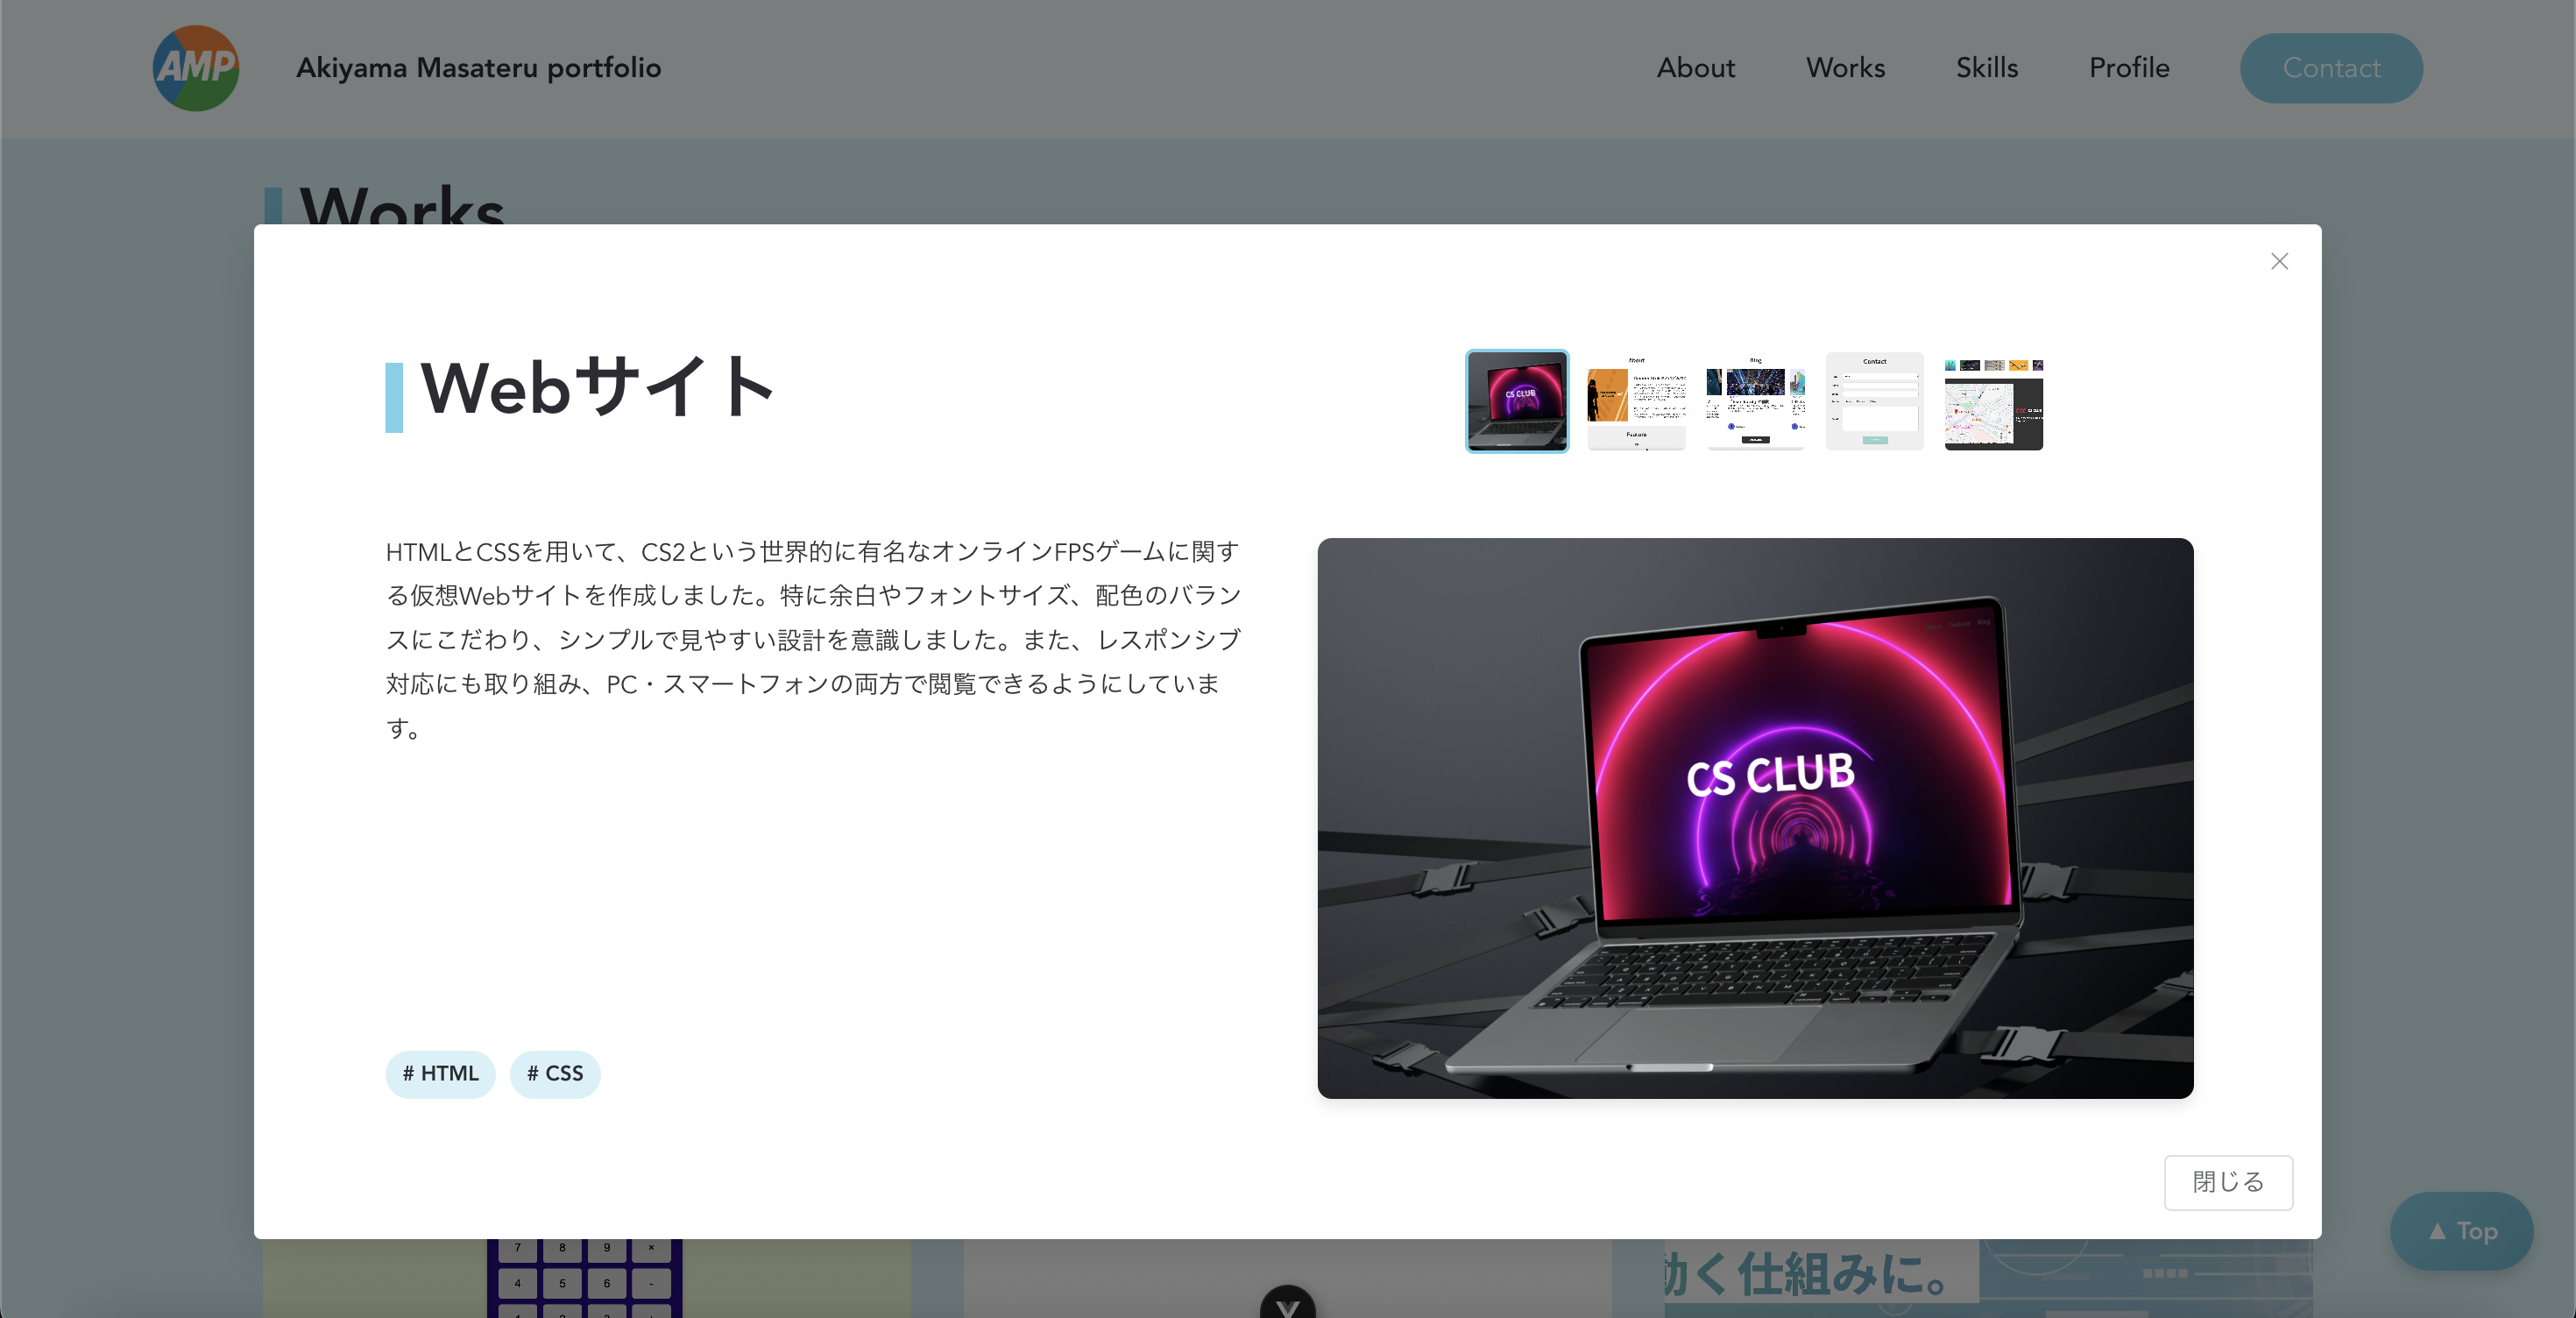 AMP
Akiyama Masateru portfolio
About
Works
Skills
Profile
Contact
Works
Webサイト
About
Feature
Blog
Contact
HTMLとCSSを用いて、CS2という世界的に有名なオンラインFPSゲームに関す
る仮想Webサイトを作成しました。特に余白やフォントサイズ、配色のバラン
スにこだわり、シンプルで見やすい設計を意識しました。また、レスポンシブ
対応にも取り組み、PC・スマートフォンの両方で閲覧できるようにしていま
す。
CS CLUB
# HTML
# CSS
閉じる
▲ Top
7 8 9 ×
4 5 6 -
動く仕組みに。